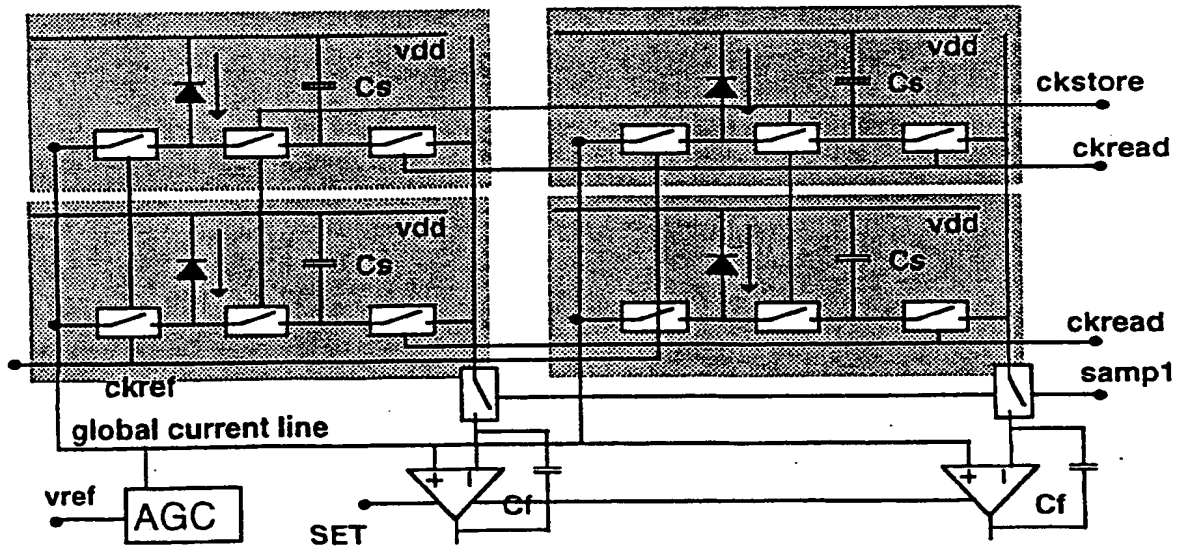 vdd
vdd
Cs
Cs
ckstore
ckread
vdd
vdd
Cs
Cs
ckread
ckref
samp1
global current line
vref
AGC
SET
Cf
Cf
+
–
+
–